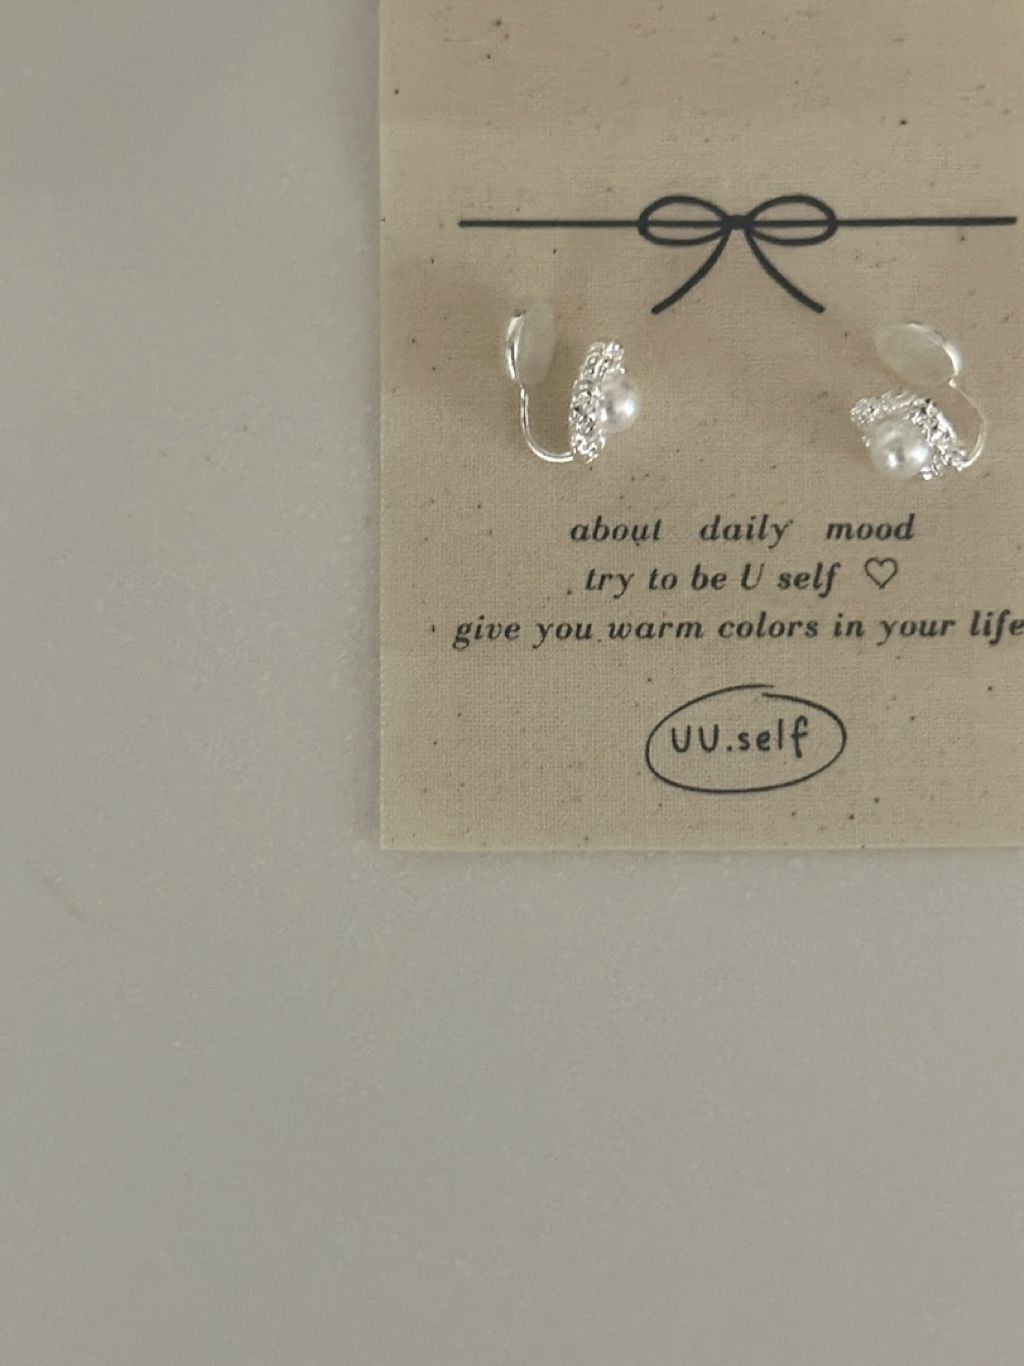 about daily mood
try to be U self ♡
give you warm colors in your life
UU.self